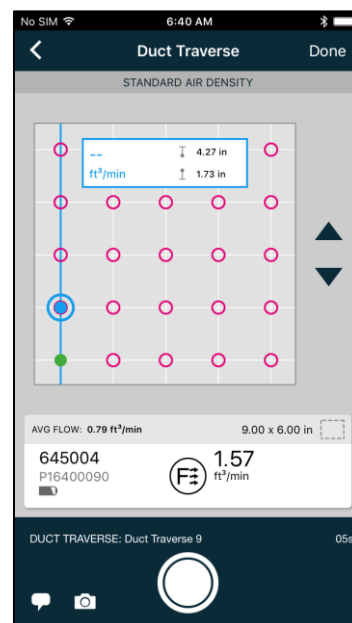 No SIM 6:40 AM
Duct Traverse Done
STANDARD AIR DENSITY
-- 4.27 in
ft³/min 1.73 in
AVG FLOW: 0.79 ft³/min 9.00 x 6.00 in
645004 1.57
P16400090 ft³/min
F
DUCT TRAVERSE: Duct Traverse 9 05s